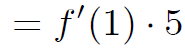 = f′(1) · 5